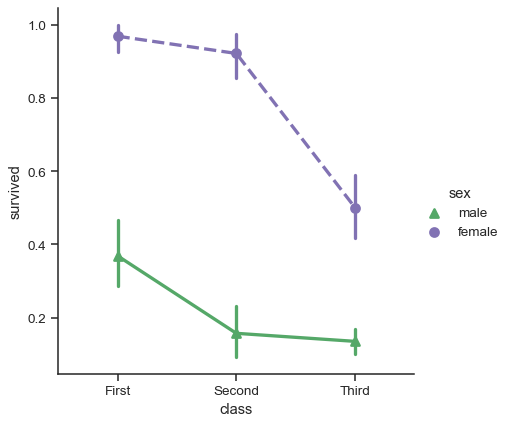 1.0
0.8
0.6
0.4
0.2
survived
First Second Third
class
sex
male
female